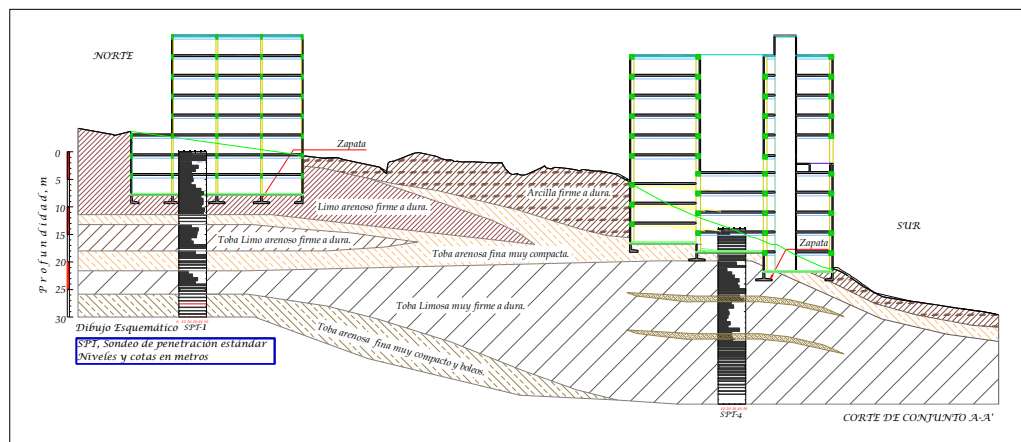 NORTE
Zapata
0
5
10
15
20
25
30
Profundidad, m
Arcilla firme a dura.
Limo arenoso firme a dura.
Toba Limo arenoso firme a dura.
Toba arenosa fina muy compacta.
SUR
Zapata
Toba Limosa muy firme a dura.
Toba arenosa fina muy compacto y boleos.
Dibujo Esquemático
SPT-1
SPT, Sondeo de penetración estándar
Niveles y cotas en metros
SPT-4
CORTE DE CONJUNTO A-A'